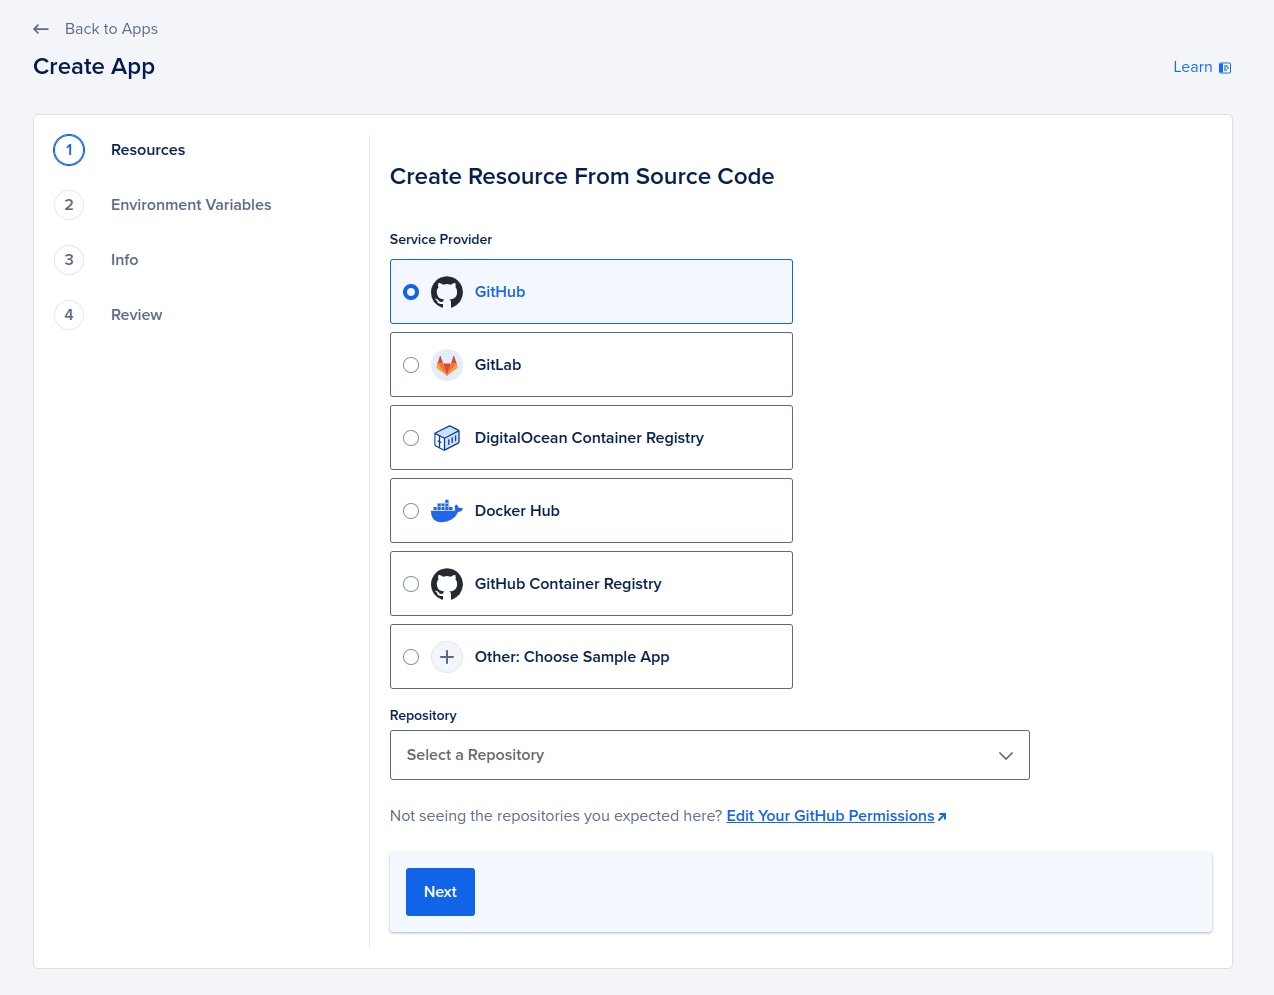 Back to Apps
Create App
Learn
1 Resources
2 Environment Variables
3 Info
4 Review
Create Resource From Source Code
Service Provider
GitHub
GitLab
DigitalOcean Container Registry
Docker Hub
GitHub Container Registry
Other: Choose Sample App
Repository
Select a Repository
Not seeing the repositories you expected here? Edit Your GitHub Permissions
Next